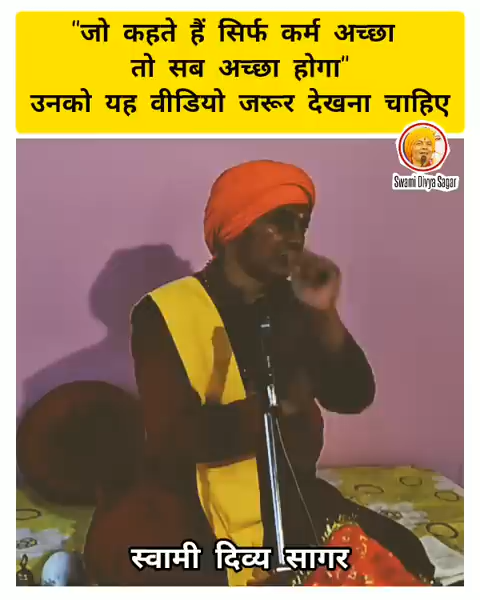 "जो कहते हैं सिर्फ कर्म अच्छा
तो सब अच्छा होगा"
उनको यह वीडियो जरूर देखना चाहिए
Swami Divya Sagar
स्वामी दिव्य सागर